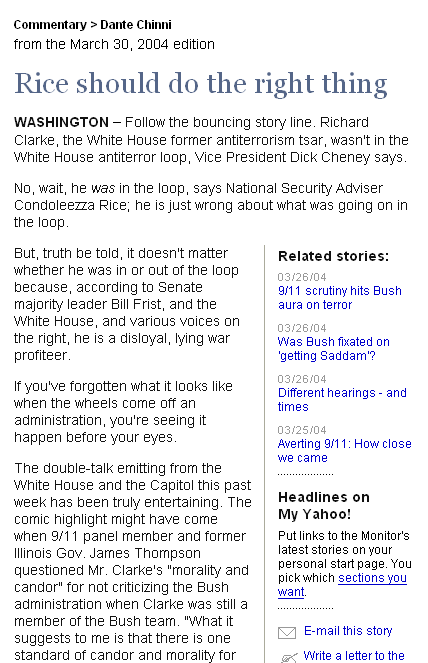 Commentary > Dante Chinni
from the March 30, 2004 edition
Rice should do the right thing
WASHINGTON – Follow the bouncing story line. Richard
Clarke, the White House former antiterrorism tsar, wasn't in the
White House antiterror loop, Vice President Dick Cheney says.
No, wait, he was in the loop, says National Security Adviser
Condoleezza Rice; he is just wrong about what was going on in
the loop.
But, truth be told, it doesn't matter
whether he was in or out of the loop
because, according to Senate
majority leader Bill Frist, and the
White House, and various voices on
the right, he is a disloyal, lying war
profiteer.
If you've forgotten what it looks like
when the wheels come off an
administration, you're seeing it
happen before your eyes.
The double-talk emitting from the
White House and the Capitol this past
week has been truly entertaining. The
comic highlight might have come
when 9/11 panel member and former
Illinois Gov. James Thompson
questioned Mr. Clarke's "morality and
candor" for not criticizing the Bush
administration when Clarke was still a
member of the Bush team. "What it
suggests to me is that there is one
standard of candor and morality for
Related stories:
03/26/04
9/11 scrutiny hits Bush
aura on terror
03/26/04
Was Bush fixated on
'getting Saddam'?
03/26/04
Different hearings - and
times
03/25/04
Averting 9/11: How close
we came
Headlines on
My Yahoo!
Put links to the Monitor's
latest stories on your
personal start page. You
pick which sections you
want.
E-mail this story
Write a letter to the